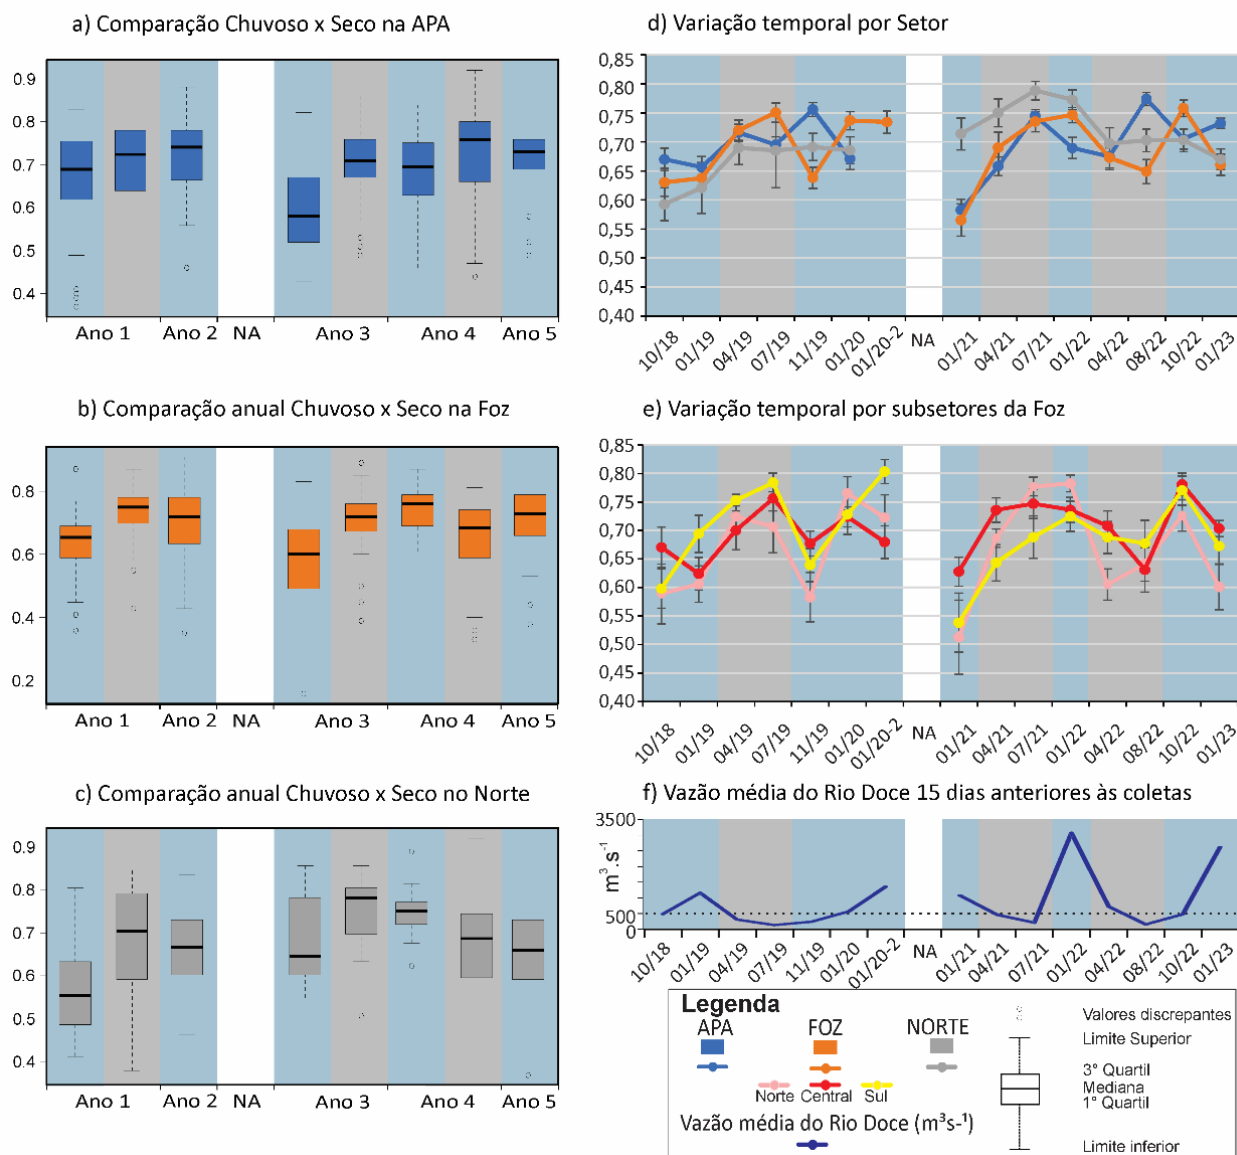 a) Comparação Chuvoso x Seco na APA
0.9
0.8
0.7
0.6
0.5
0.4
Ano 1 Ano 2 NA Ano 3 Ano 4 Ano 5
b) Comparação anual Chuvoso x Seco na Foz
0.8
0.6
0.4
0.2
Ano 1 Ano 2 NA Ano 3 Ano 4 Ano 5
c) Comparação anual Chuvoso x Seco no Norte
0.9
0.8
0.7
0.6
0.5
0.4
Ano 1 Ano 2 NA Ano 3 Ano 4 Ano 5
d) Variação temporal por Setor
0,85
0,80
0,75
0,70
0,65
0,60
0,55
0,50
0,45
0,40
10/18 01/19 04/19 07/19 11/19 01/20 01/20-2 NA 01/21 04/21 07/21 01/22 04/22 08/22 10/22 01/23
e) Variação temporal por subsetores da Foz
0,85
0,80
0,75
0,70
0,65
0,60
0,55
0,50
0,45
0,40
10/18 01/19 04/19 07/19 11/19 01/20 01/20-2 NA 01/21 04/21 07/21 01/22 04/22 08/22 10/22 01/23
f) Vazão média do Rio Doce 15 dias anteriores às coletas
m³.s⁻¹
3500
500
0
10/18 01/19 04/19 07/19 11/19 01/20 01/20-2 NA 01/21 04/21 07/21 01/22 04/22 08/22 10/22 01/23
Legenda
APA FOZ NORTE
Norte Central Sul
Vazão média do Rio Doce (m³s-¹)
Valores discrepantes
Limite Superior
3° Quartil
Mediana
1° Quartil
Limite inferior